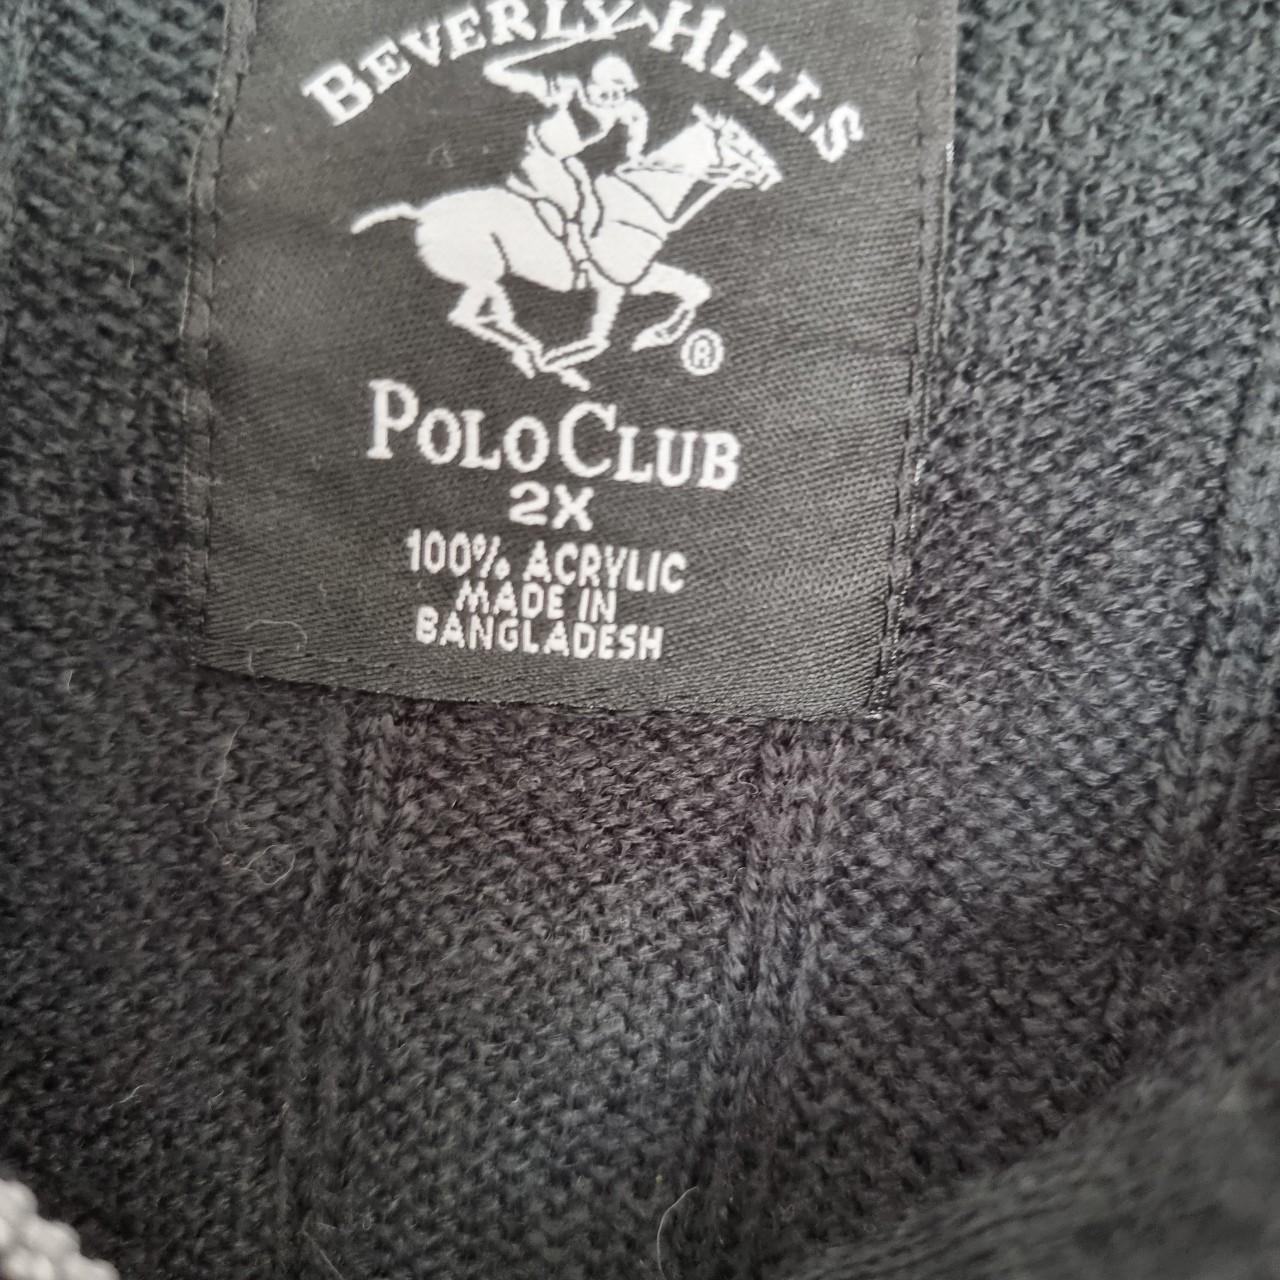 BEVERLY HILLS
®
POLO CLUB
2X
100% ACRYLIC
MADE IN
BANGLADESH